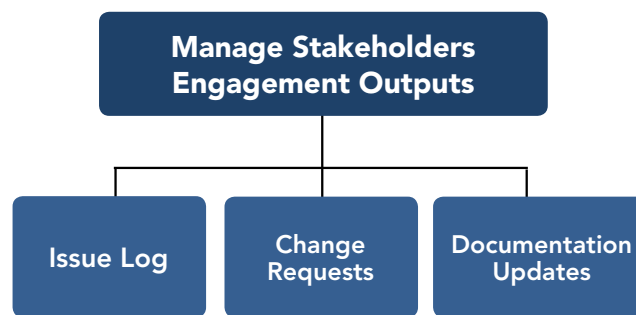 Manage Stakeholders
Engagement Outputs
Issue Log
Change
Requests
Documentation
Updates